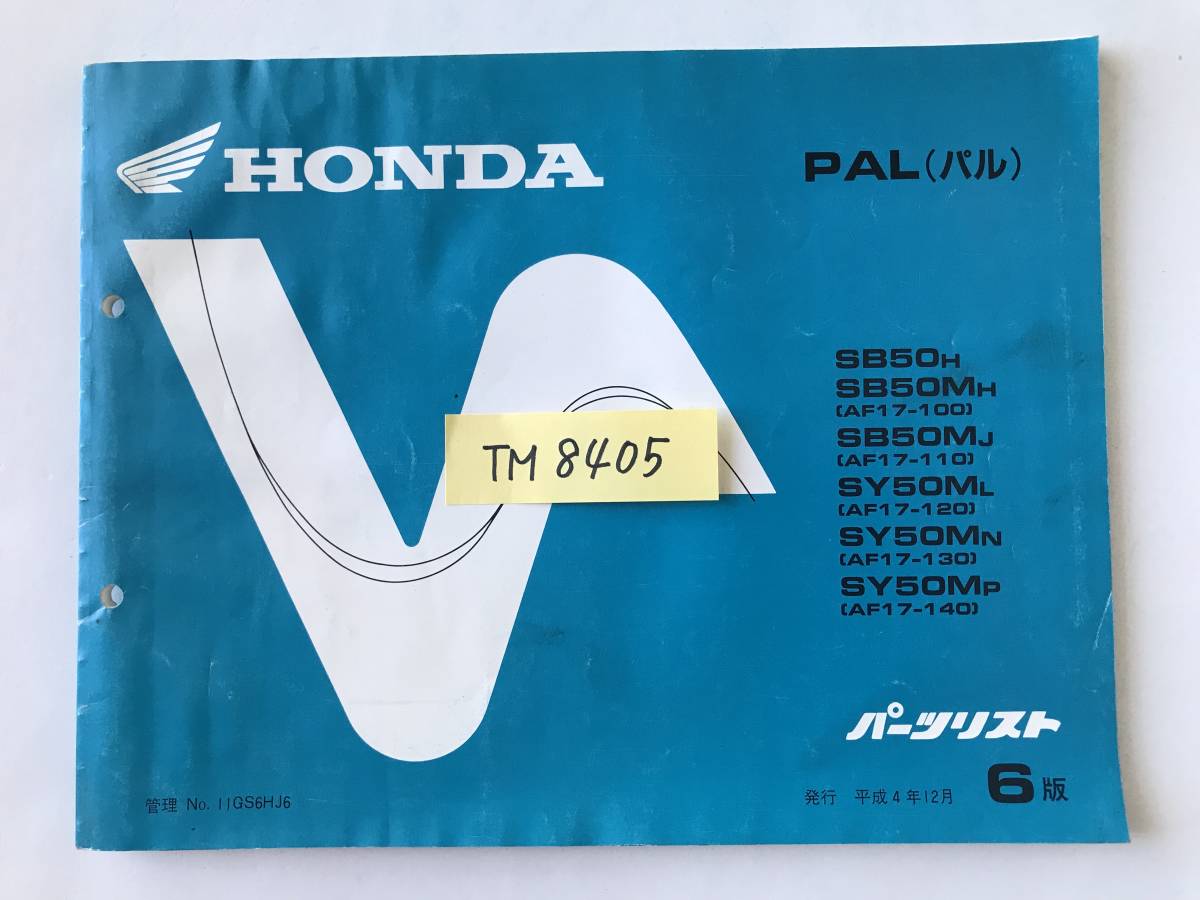 HONDA
PAL(パル)
SB50H
SB50MH
(AF17-100)
SB50MJ
(AF17-110)
SY50ML
(AF17-120)
SY50MN
(AF17-130)
SY50MP
(AF17-140)
TM 8405
パーツリスト
管理 No. 11GS6HJ6
発行 平成4年12月 6版